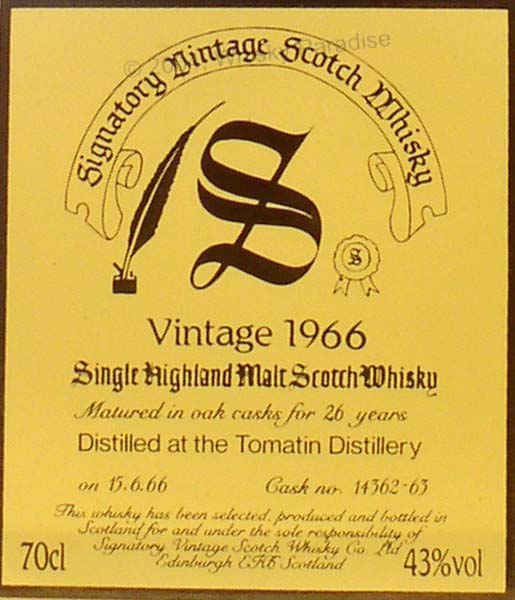 Signatory Vintage Scotch Whisky
S
S
Vintage 1966
Single Highland Malt Scotch Whisky
Matured in oak casks for 26 years
Distilled at the Tomatin Distillery
on 15.6.66 Cask no. 14362-63
This whisky has been selected, produced and bottled in
Scotland for and under the sole responsibility of
Signatory Vintage Scotch Whisky Co. Ltd
Edinburgh EH6 Scotland
70cl 43%vol